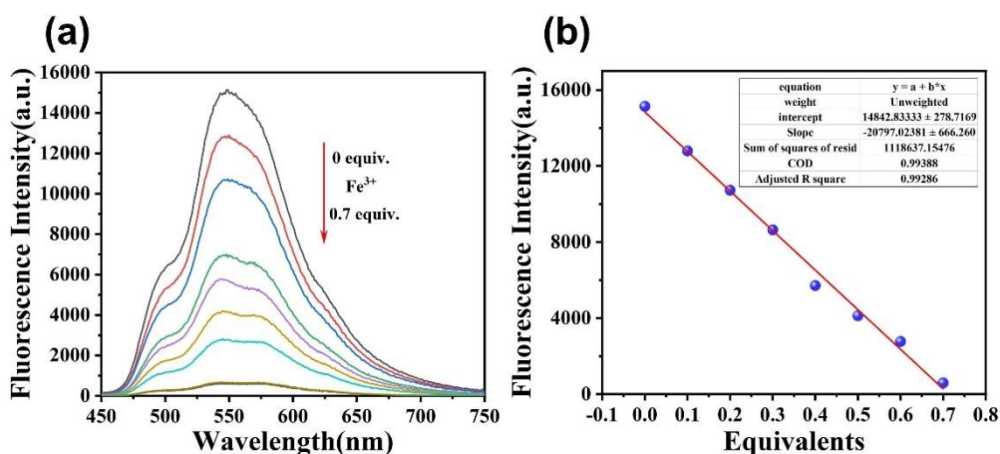 (a)
Fluorescence Intensity(a.u.)
16000
14000
12000
10000
8000
6000
4000
2000
0
0 equiv.
Fe³⁺
0.7 equiv.
450 500 550 600 650 700 750
Wavelength(nm)
(b)
Fluorescence Intensity(a.u.)
16000
12000
8000
4000
0
equation y = a + b*x
weight Unweighted
intercept 14842.83333 ± 278.7169
Slope -20797.02381 ± 666.260
Sum of squares of resid 1118637.15476
COD 0.99388
Adjusted R square 0.99286
-0.1 0.0 0.1 0.2 0.3 0.4 0.5 0.6 0.7 0.8
Equivalents